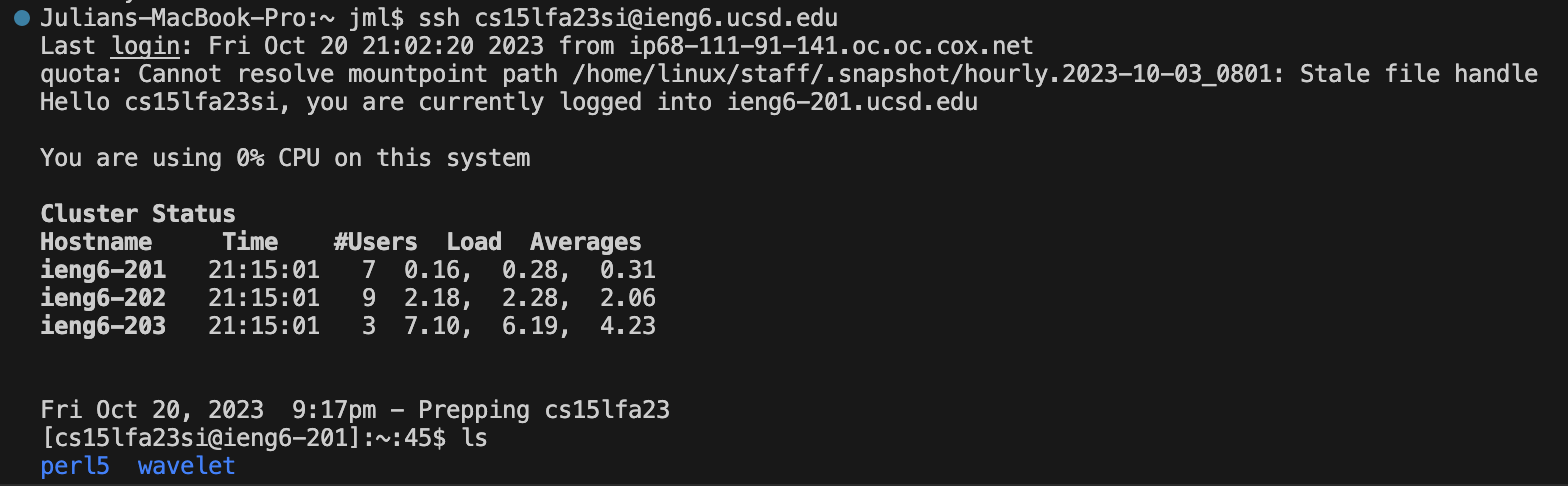 Julians-MacBook-Pro:~ jml$ ssh cs15lfa23si@ieng6.ucsd.edu
Last login: Fri Oct 20 21:02:20 2023 from ip68-111-91-141.oc.oc.cox.net
quota: Cannot resolve mountpoint path /home/linux/staff/.snapshot/hourly.2023-10-03_0801: Stale file handle
Hello cs15lfa23si, you are currently logged into ieng6-201.ucsd.edu
You are using 0% CPU on this system
Cluster Status
Hostname     Time    #Users  Load  Averages
ieng6-201   21:15:01   7  0.16,  0.28,  0.31
ieng6-202   21:15:01   9  2.18,  2.28,  2.06
ieng6-203   21:15:01   3  7.10,  6.19,  4.23
Fri Oct 20, 2023  9:17pm - Prepping cs15lfa23
[cs15lfa23si@ieng6-201]:~:45$ ls
perl5  wavelet